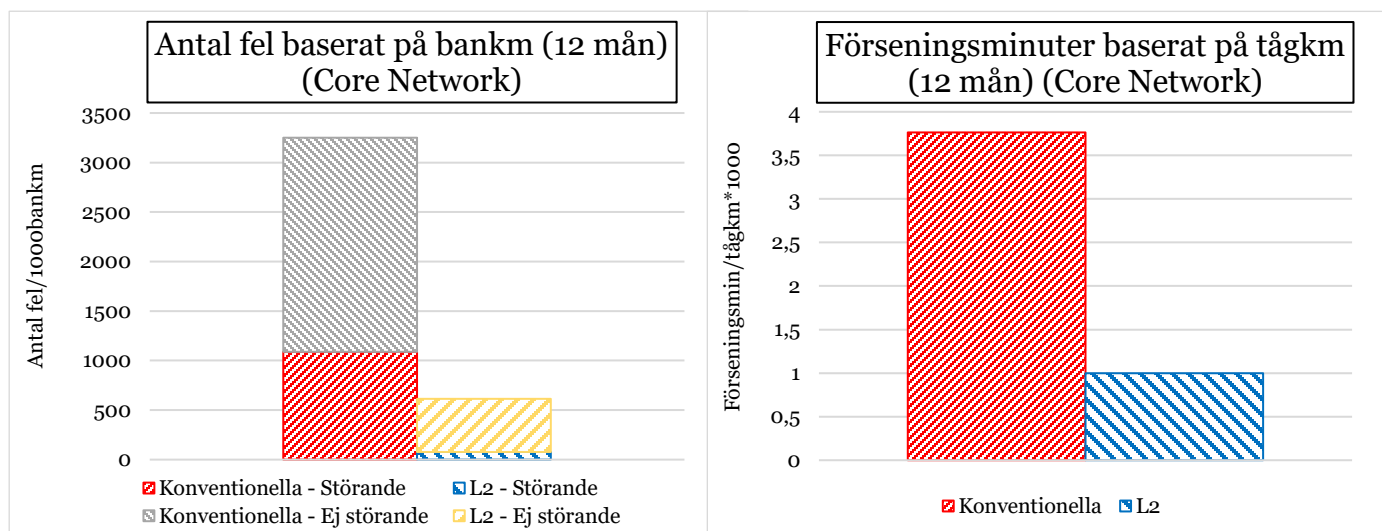 Antal fel baserat på bankm (12 mån)
(Core Network)
Antal fel/1000bankm
3500
3000
2500
2000
1500
1000
500
0
Konventionella - Störande
L2 - Störande
Konventionella - Ej störande
L2 - Ej störande
Förseningsminuter baserat på tågkm
(12 mån) (Core Network)
Förseningsmin/tågkm*1000
4
3,5
3
2,5
2
1,5
1
0,5
0
Konventionella
L2